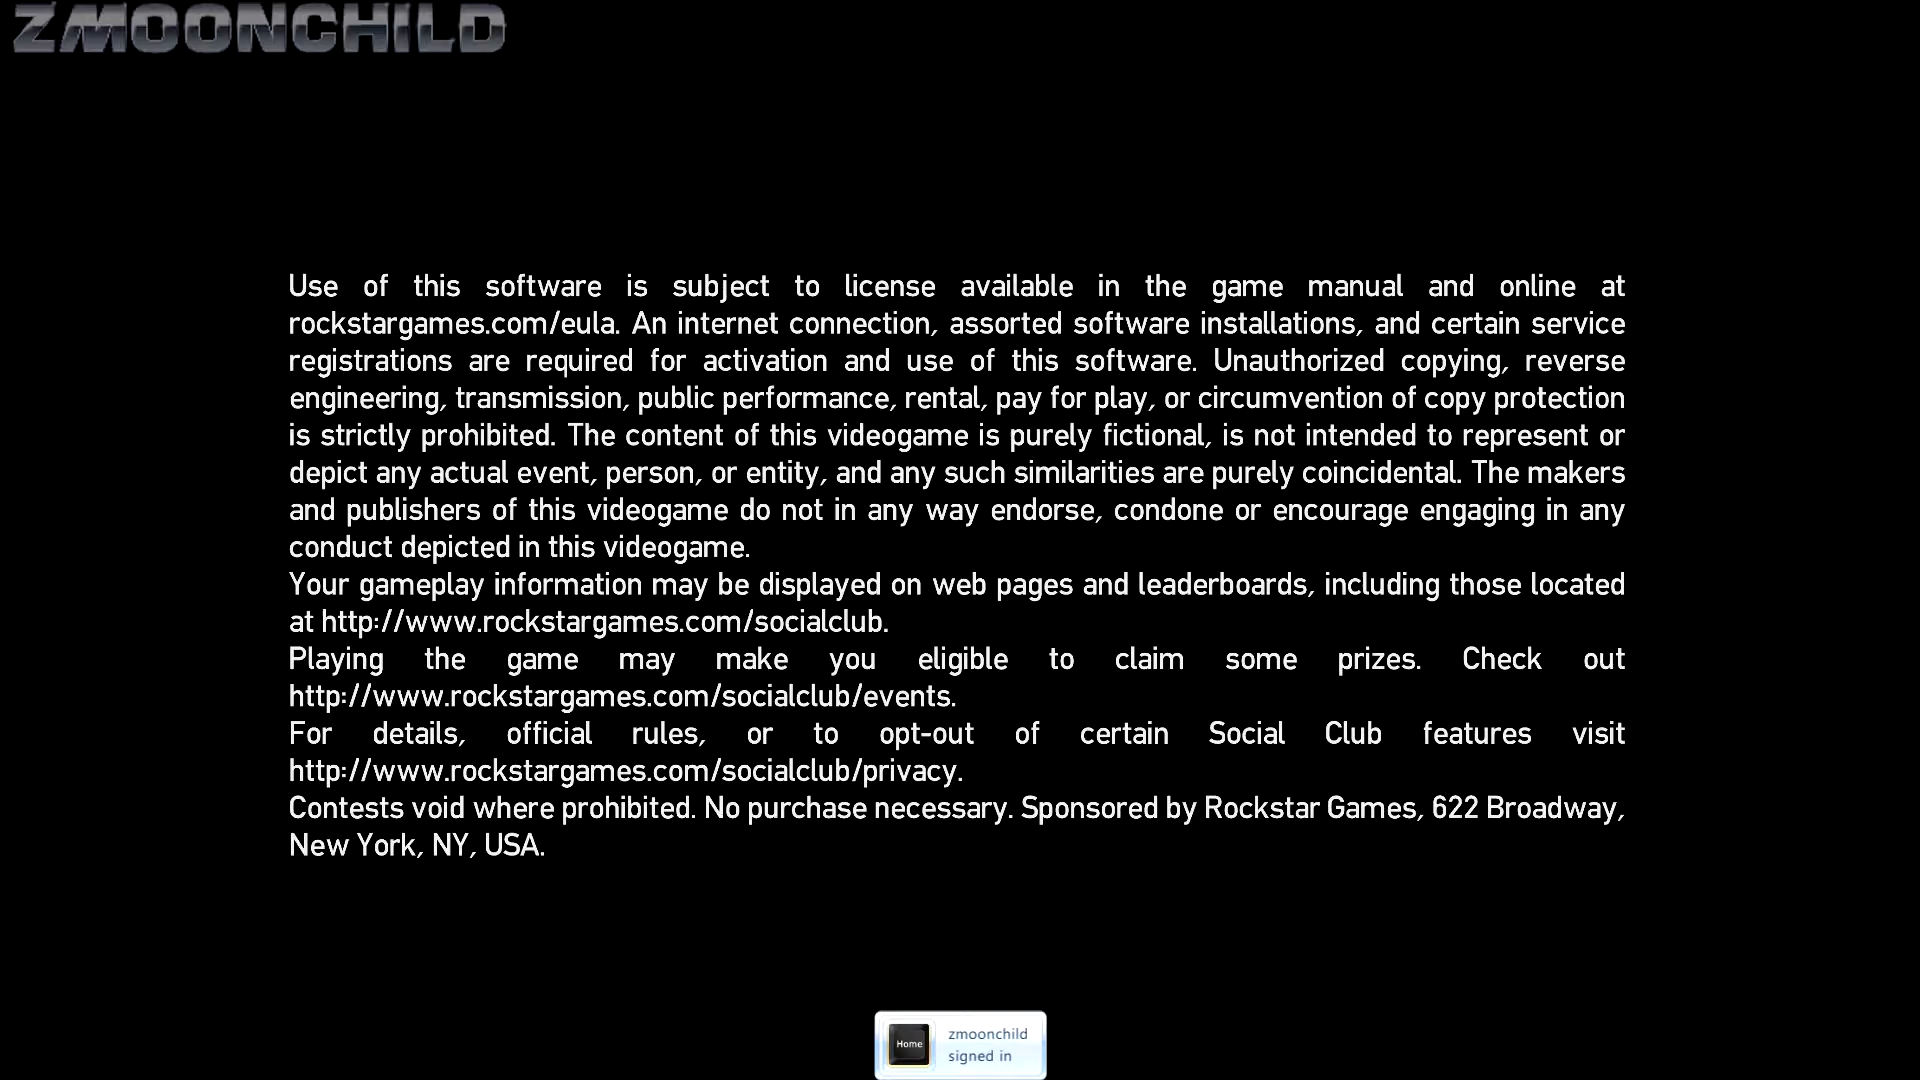 ZMOONCHILD
Use of this software is subject to license available in the game manual and online at
rockstargames.com/eula. An internet connection, assorted software installations, and certain service
registrations are required for activation and use of this software. Unauthorized copying, reverse
engineering, transmission, public performance, rental, pay for play, or circumvention of copy protection
is strictly prohibited. The content of this videogame is purely fictional, is not intended to represent or
depict any actual event, person, or entity, and any such similarities are purely coincidental. The makers
and publishers of this videogame do not in any way endorse, condone or encourage engaging in any
conduct depicted in this videogame.
Your gameplay information may be displayed on web pages and leaderboards, including those located
at http://www.rockstargames.com/socialclub.
Playing the game may make you eligible to claim some prizes. Check out
http://www.rockstargames.com/socialclub/events.
For details, official rules, or to opt-out of certain Social Club features visit
http://www.rockstargames.com/socialclub/privacy.
Contests void where prohibited. No purchase necessary. Sponsored by Rockstar Games, 622 Broadway,
New York, NY, USA.
Home
zmoonchild
signed in